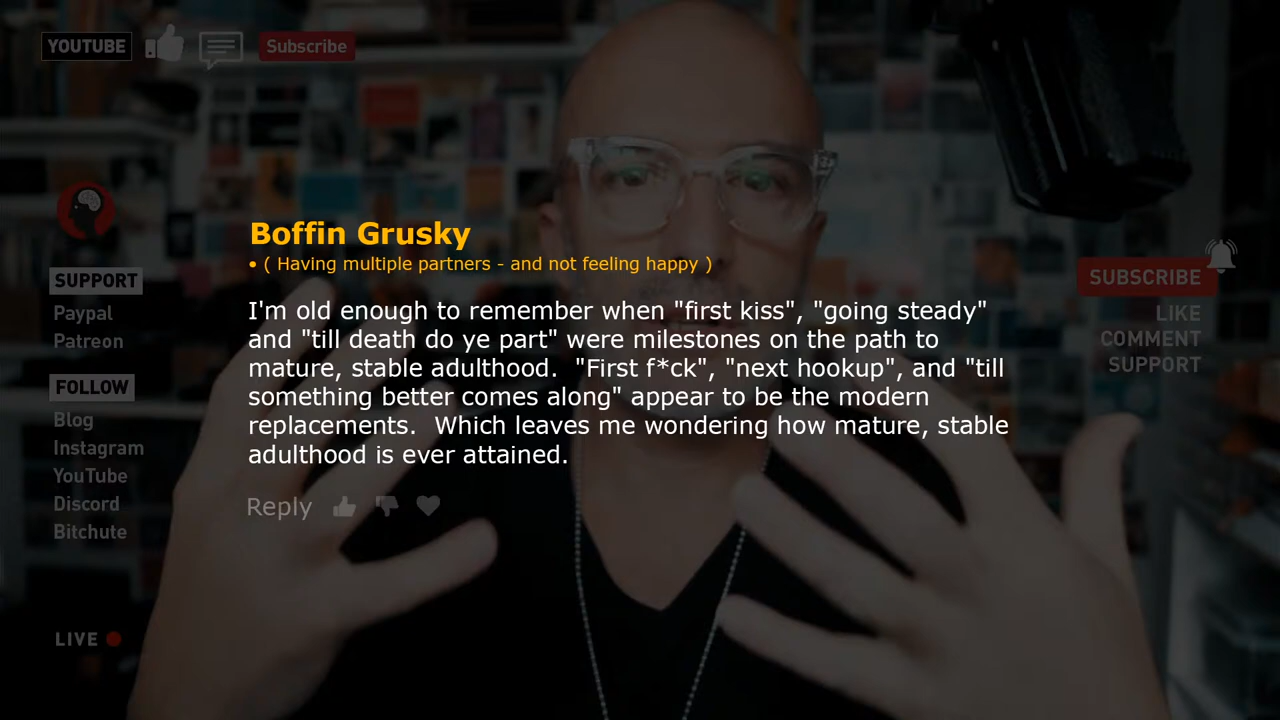 YOUTUBE
Subscribe
SUPPORT
Paypal
Patreon
FOLLOW
Blog
Instagram
YouTube
Discord
Bitchute
LIVE
Boffin Grusky
• ( Having multiple partners - and not feeling happy )
I'm old enough to remember when "first kiss", "going steady"
and "till death do ye part" were milestones on the path to
mature, stable adulthood.  "First f*ck", "next hookup", and "till
something better comes along" appear to be the modern
replacements.  Which leaves me wondering how mature, stable
adulthood is ever attained.
Reply
SUBSCRIBE
LIKE
COMMENT
SUPPORT